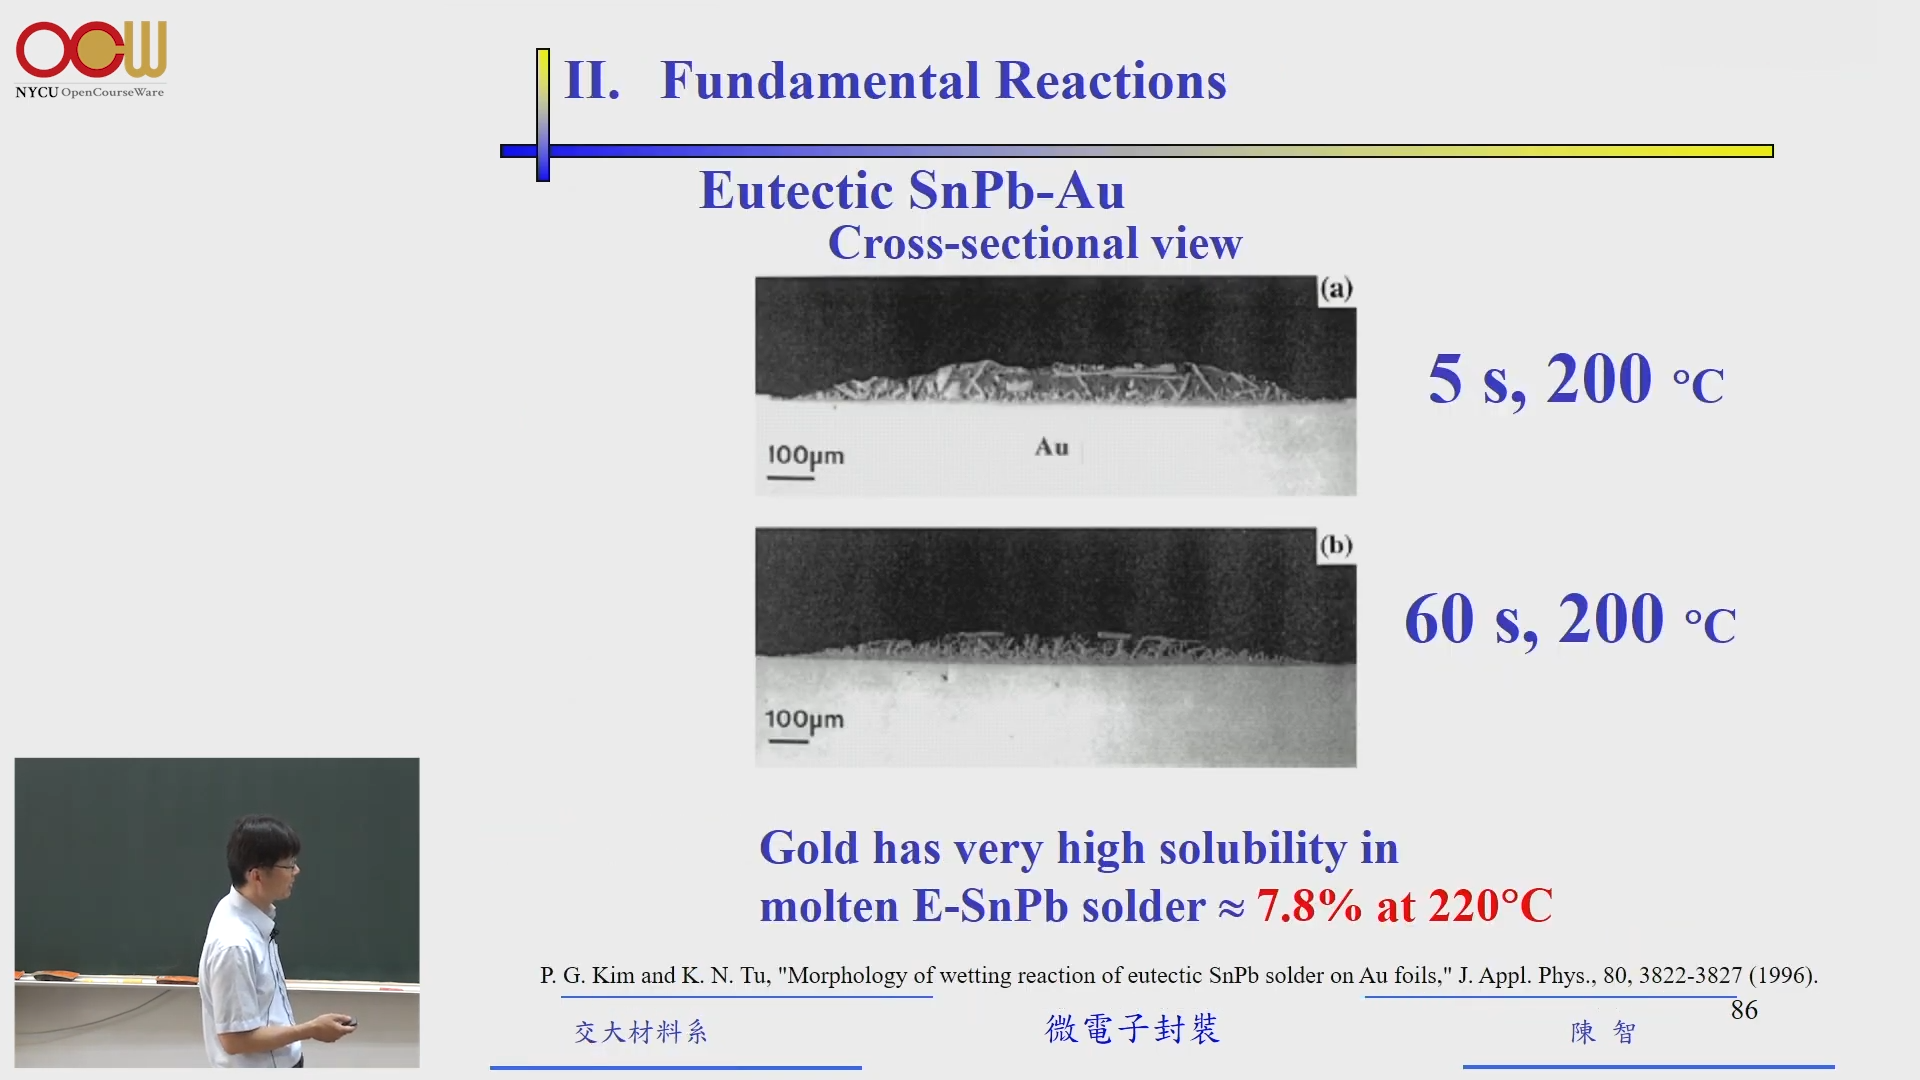 OCW
NYCU OpenCourseWare
II. Fundamental Reactions
Eutectic SnPb-Au
Cross-sectional view
(a)
5 s, 200 °C
Au
100μm
(b)
60 s, 200 °C
100μm
Gold has very high solubility in
molten E-SnPb solder ≈ 7.8% at 220°C
P. G. Kim and K. N. Tu, "Morphology of wetting reaction of eutectic SnPb solder on Au foils," J. Appl. Phys., 80, 3822-3827 (1996).
86
交大材料系
微電子封裝
陳 智